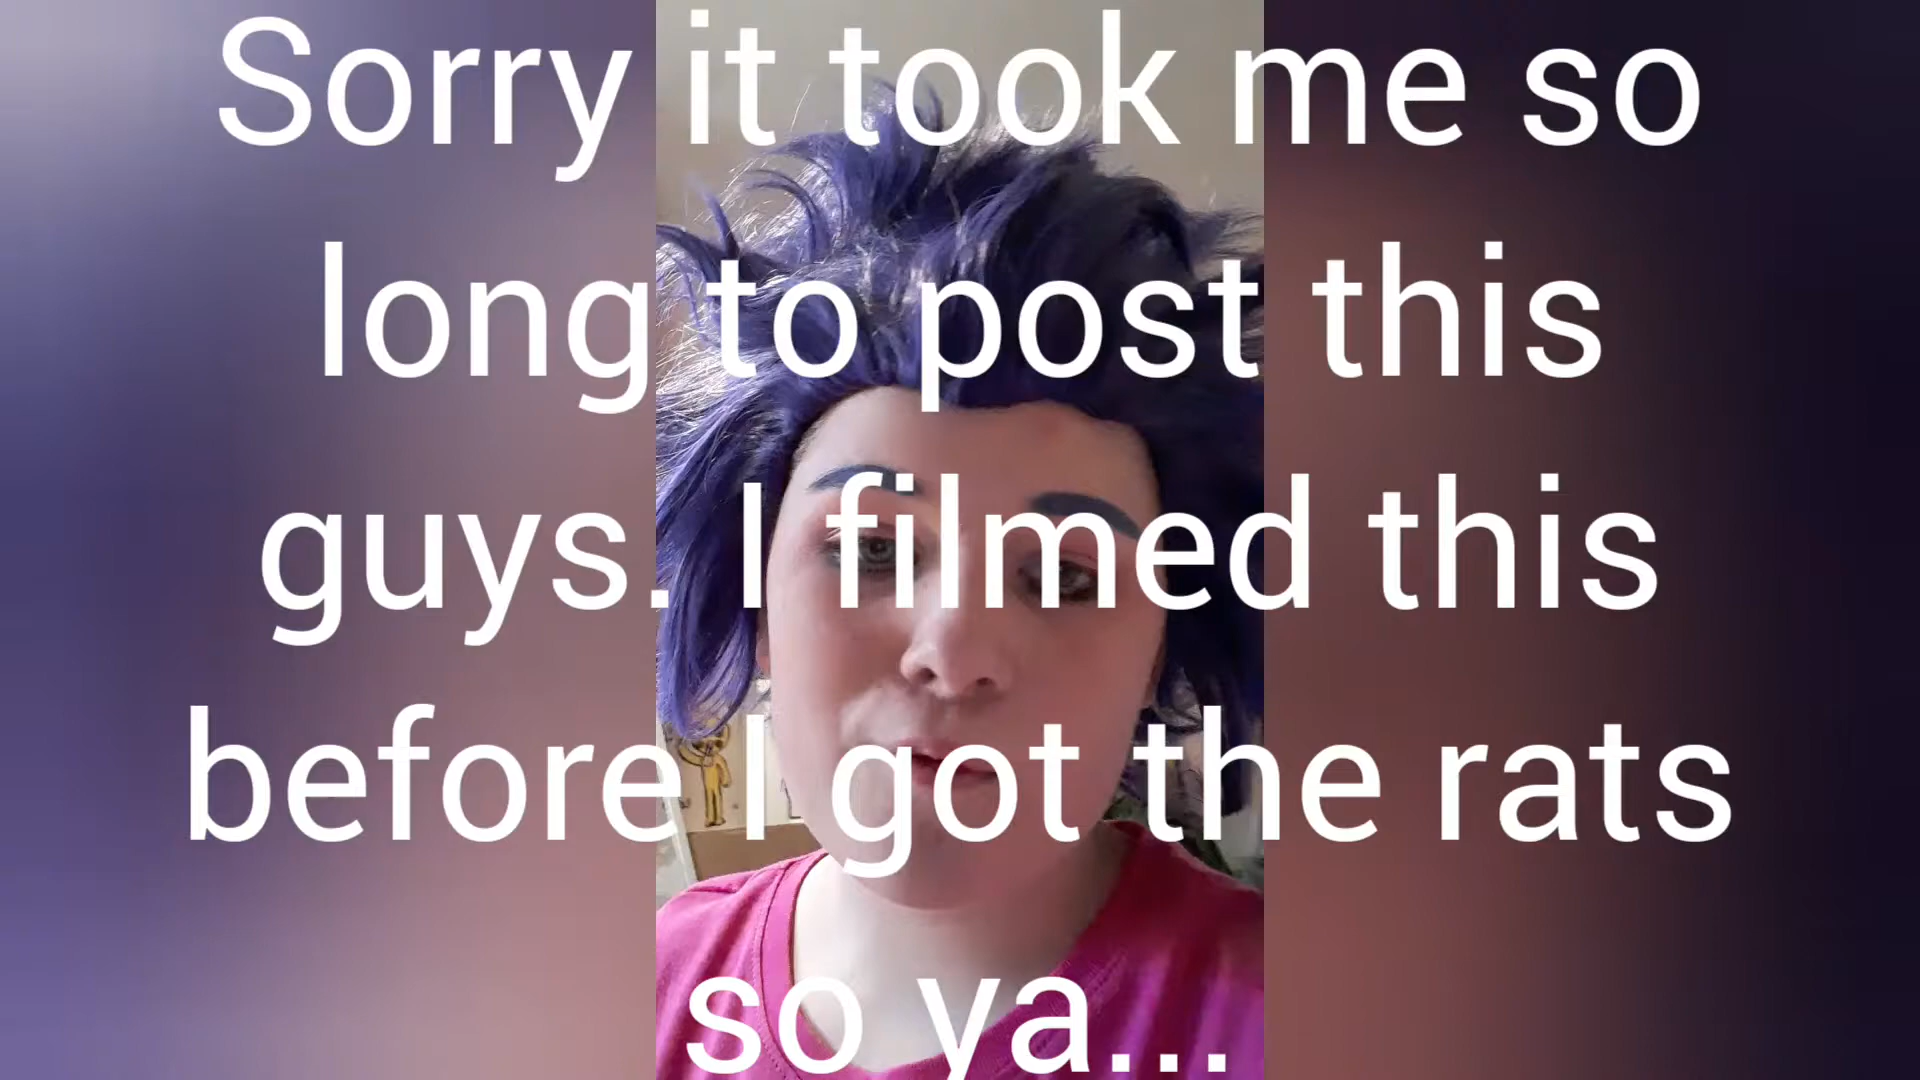 Sorry it took me so
long to post this
guys. I filmed this
before I got the rats
so ya...